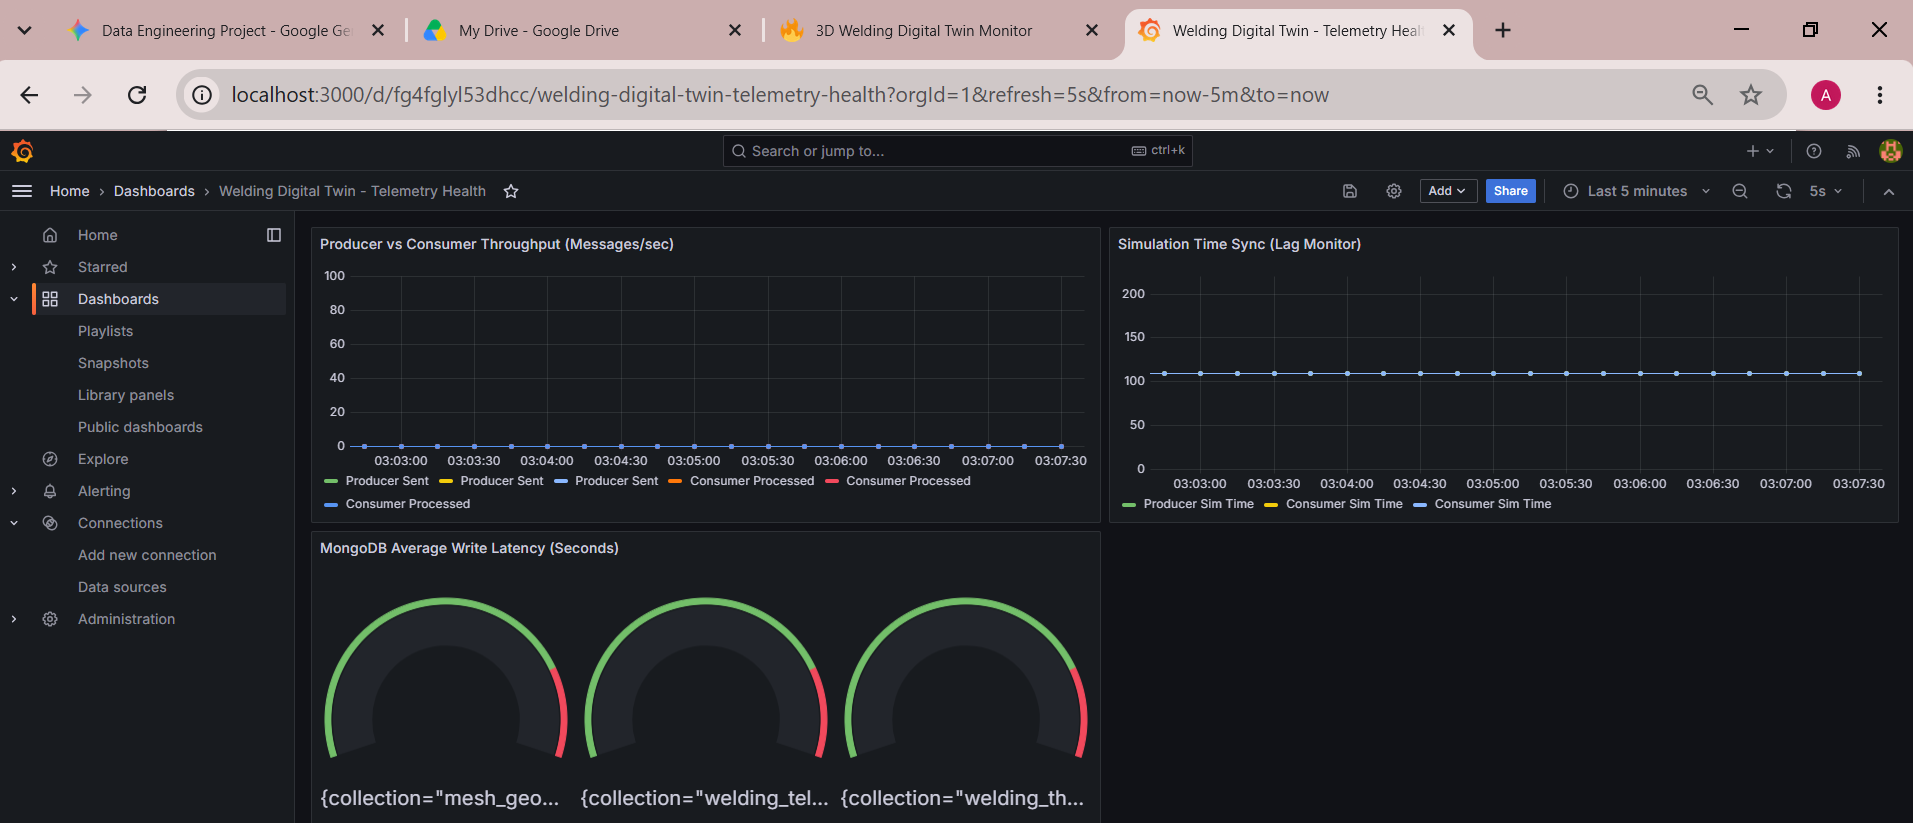 Data Engineering Project - Google Ge
My Drive - Google Drive
3D Welding Digital Twin Monitor
Welding Digital Twin - Telemetry Heal
localhost:3000/d/fg4fglyl53dhcc/welding-digital-twin-telemetry-health?orgId=1&refresh=5s&from=now-5m&to=now
A
Search or jump to...
ctrl+k
Home › Dashboards › Welding Digital Twin - Telemetry Health
Add
Share
Last 5 minutes
5s
Home
Starred
Dashboards
Playlists
Snapshots
Library panels
Public dashboards
Explore
Alerting
Connections
Add new connection
Data sources
Administration
Producer vs Consumer Throughput (Messages/sec)
100
80
60
40
20
0
03:03:00 03:03:30 03:04:00 03:04:30 03:05:00 03:05:30 03:06:00 03:06:30 03:07:00 03:07:30
Producer Sent Producer Sent Producer Sent Consumer Processed Consumer Processed
Consumer Processed
Simulation Time Sync (Lag Monitor)
200
150
100
50
0
03:03:00 03:03:30 03:04:00 03:04:30 03:05:00 03:05:30 03:06:00 03:06:30 03:07:00 03:07:30
Producer Sim Time Consumer Sim Time Consumer Sim Time
MongoDB Average Write Latency (Seconds)
{collection="mesh_geo... {collection="welding_tel... {collection="welding_th...